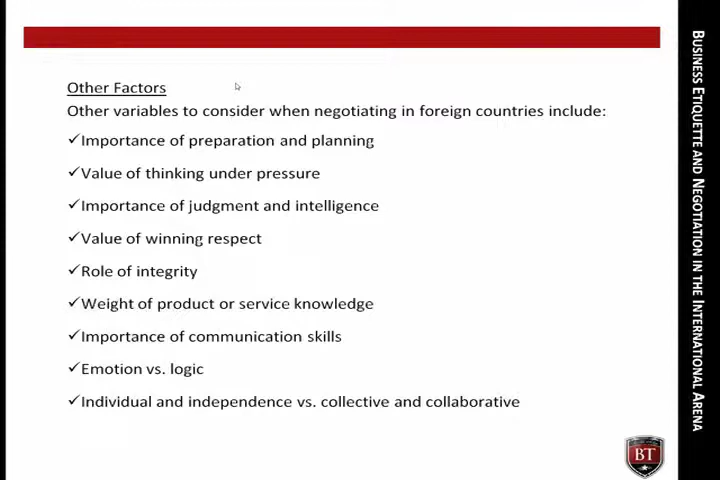 Other Factors
Other variables to consider when negotiating in foreign countries include:
✓Importance of preparation and planning
✓Value of thinking under pressure
✓Importance of judgment and intelligence
✓Value of winning respect
✓Role of integrity
✓Weight of product or service knowledge
✓Importance of communication skills
✓Emotion vs. logic
✓Individual and independence vs. collective and collaborative
BUSINESS ETIQUETTE AND NEGOTIATION IN THE INTERNATIONAL ARENA
BT